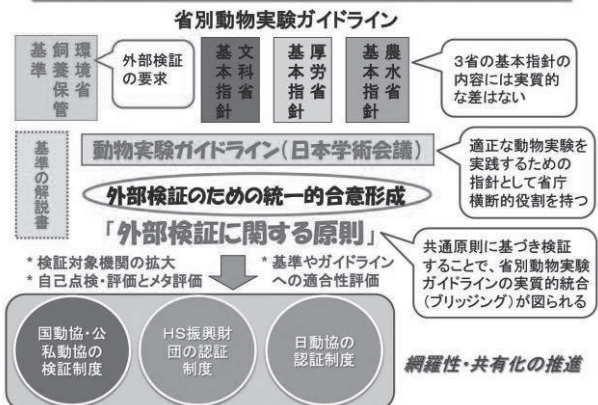 省別動物実験ガイドライン
環境省
飼養保管
基準
外部検証
の要求
文科省
基本指針
厚労省
基本指針
農水省
基本指針
3省の基本指針の
内容には実質的
な差はない
基準の解説書
動物実験ガイドライン(日本学術会議)
適正な動物実験を
実践するための
指針として省庁
横断的役割を持つ
外部検証のための統一的合意形成
「外部検証に関する原則」
* 検証対象機関の拡大
* 自己点検・評価とメタ評価
* 基準やガイドライン
への適合性評価
共通原則に基づき検証
することで、省別動物実験
ガイドラインの実質的統合
(ブリッジング)が図られる
国動協・公
私動協の
検証制度
HS振興財
団の認証
制度
日動協の
認証制度
網羅性・共有化の推進